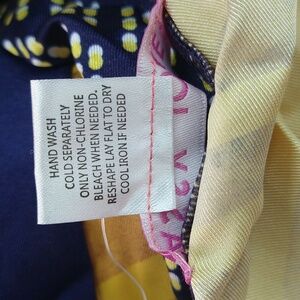 HAND WASH
COLD SEPARATELY
ONLY NON-CHLORINE
BLEACH WHEN NEEDED.
RESHAPE LAY FLAT TO DRY
COOL IRON IF NEEDED